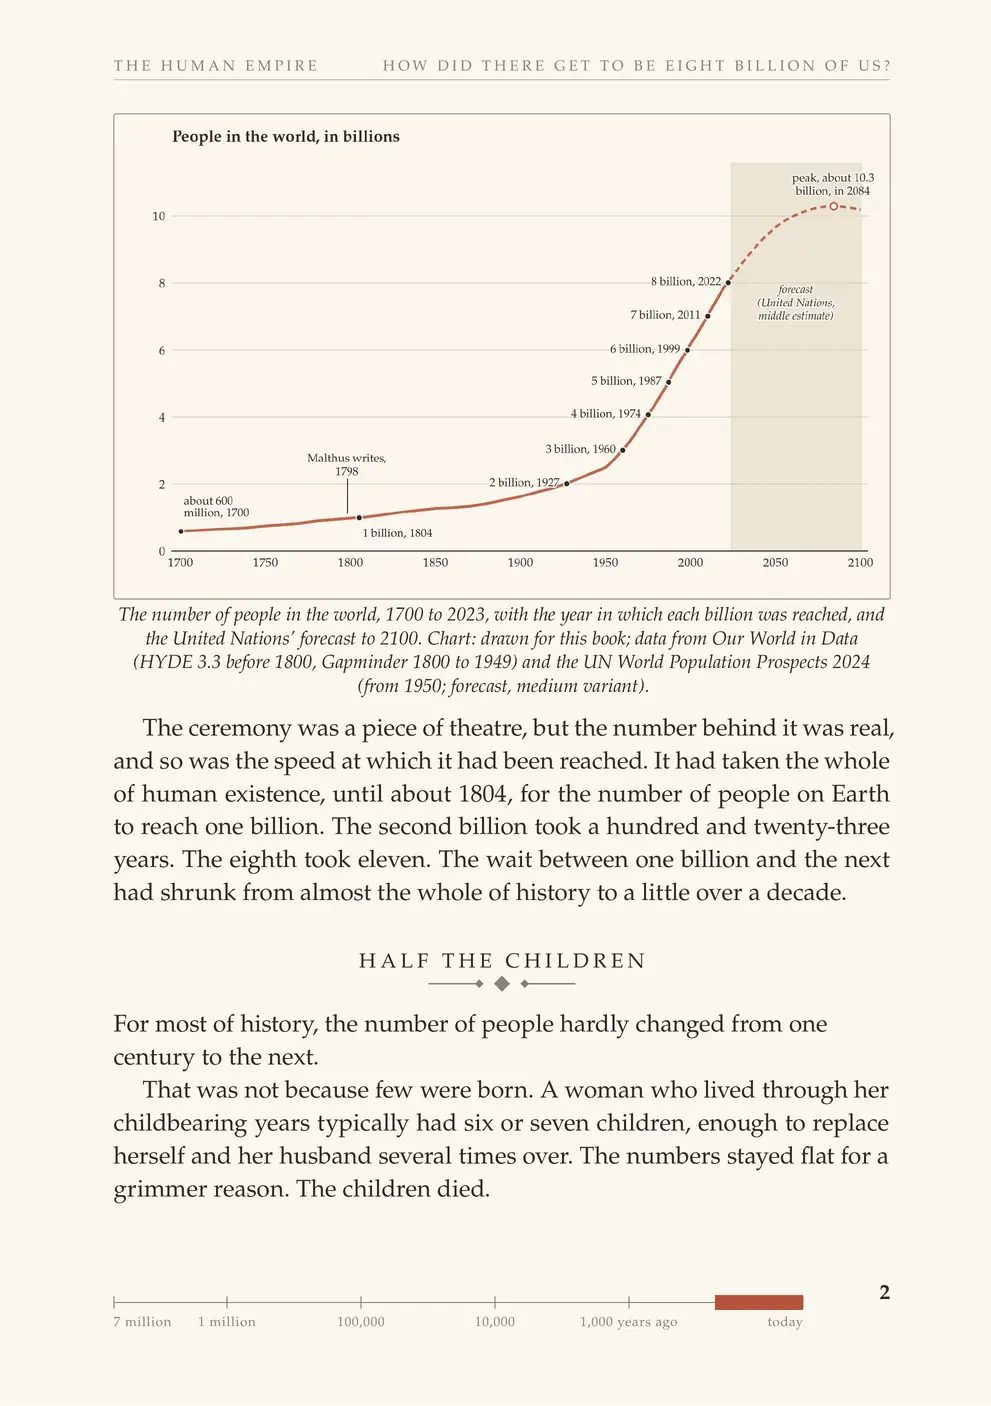 THE HUMAN EMPIRE HOW DID THERE GET TO BE EIGHT BILLION OF US?
People in the world, in billions
peak, about 10.3
billion, in 2084
10
8 billion, 2022
8
forecast
(United Nations,
middle estimate)
7 billion, 2011
6 billion, 1999
6
5 billion, 1987
4 billion, 1974
4
3 billion, 1960
Malthus writes,
1798
2 billion, 1927
2
about 600
million, 1700
1 billion, 1804
0
1700 1750 1800 1850 1900 1950 2000 2050 2100
The number of people in the world, 1700 to 2023, with the year in which each billion was reached, and
the United Nations’ forecast to 2100. Chart: drawn for this book; data from Our World in Data
(HYDE 3.3 before 1800, Gapminder 1800 to 1949) and the UN World Population Prospects 2024
(from 1950; forecast, medium variant).
The ceremony was a piece of theatre, but the number behind it was real,
and so was the speed at which it had been reached. It had taken the whole
of human existence, until about 1804, for the number of people on Earth
to reach one billion. The second billion took a hundred and twenty-three
years. The eighth took eleven. The wait between one billion and the next
had shrunk from almost the whole of history to a little over a decade.
HALF THE CHILDREN
For most of history, the number of people hardly changed from one
century to the next.
That was not because few were born. A woman who lived through her
childbearing years typically had six or seven children, enough to replace
herself and her husband several times over. The numbers stayed flat for a
grimmer reason. The children died.
2
7 million 1 million 100,000 10,000 1,000 years ago today